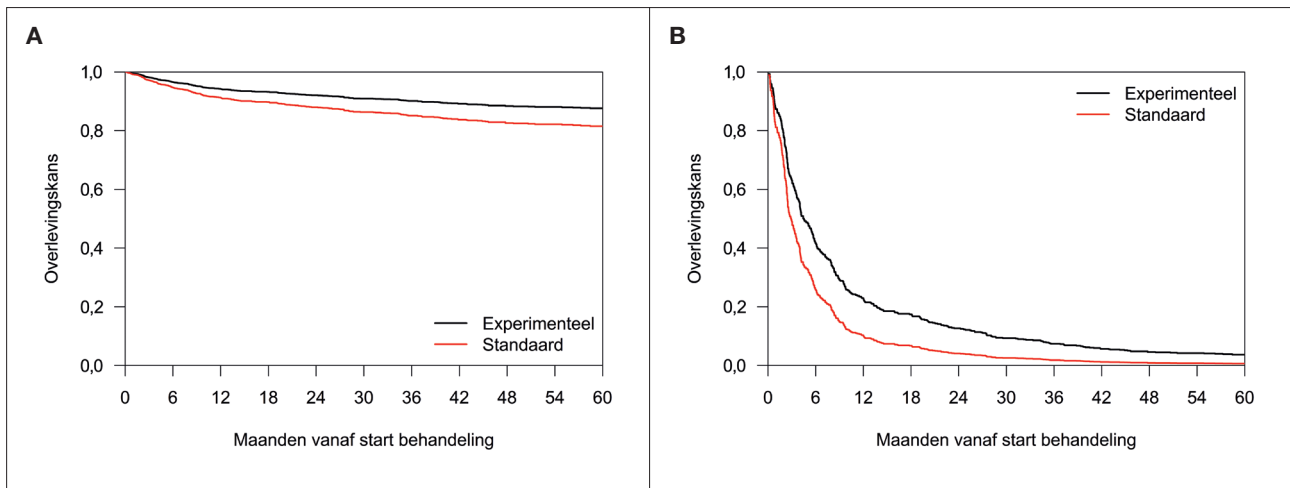 A
1,0
0,8
0,6
0,4
0,2
0,0
Overlevingskans
Experimenteel
Standaard
0 6 12 18 24 30 36 42 48 54 60
Maanden vanaf start behandeling
B
1,0
0,8
0,6
0,4
0,2
0,0
Overlevingskans
Experimenteel
Standaard
0 6 12 18 24 30 36 42 48 54 60
Maanden vanaf start behandeling